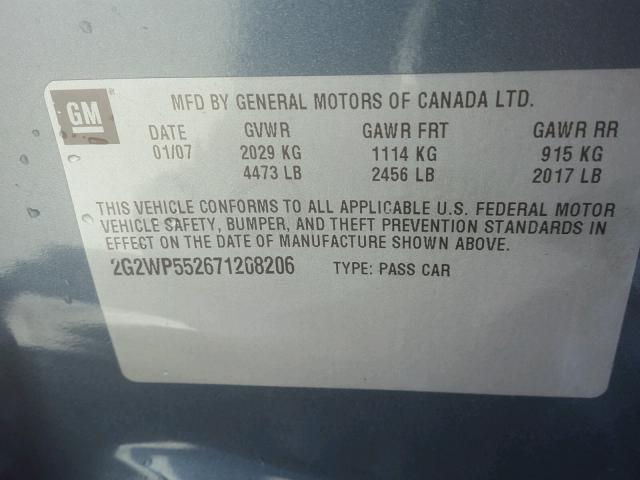 GM
MFD BY GENERAL MOTORS OF CANADA LTD.
DATE GVWR GAWR FRT GAWR RR
01/07 2029 KG 1114 KG 915 KG
4473 LB 2456 LB 2017 LB
THIS VEHICLE CONFORMS TO ALL APPLICABLE U.S. FEDERAL MOTOR
VEHICLE SAFETY, BUMPER, AND THEFT PREVENTION STANDARDS IN
EFFECT ON THE DATE OF MANUFACTURE SHOWN ABOVE.
2G2WP552671208206 TYPE: PASS CAR